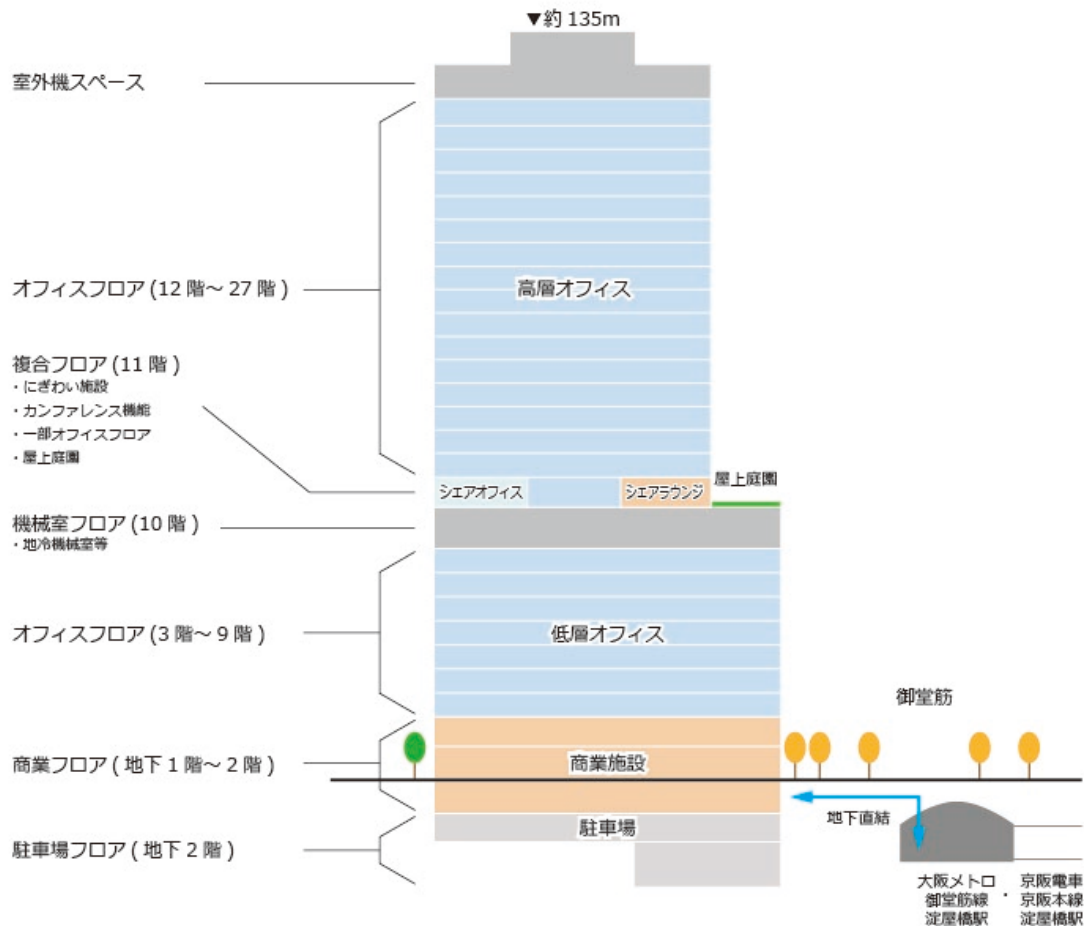 ▼約 135m
室外機スペース
オフィスフロア (12 階～ 27 階 )
高層オフィス
複合フロア (11 階 )
・にぎわい施設
・カンファレンス機能
・一部オフィスフロア
・屋上庭園
シェアオフィス
シェアラウンジ
屋上庭園
機械室フロア (10 階 )
・地冷機械室等
オフィスフロア (3 階～ 9 階 )
低層オフィス
御堂筋
商業フロア ( 地下 1 階～ 2 階 )
商業施設
地下直結
駐車場フロア ( 地下 2 階 )
駐車場
大阪メトロ
御堂筋線
淀屋橋駅
・
京阪電車
京阪本線
淀屋橋駅